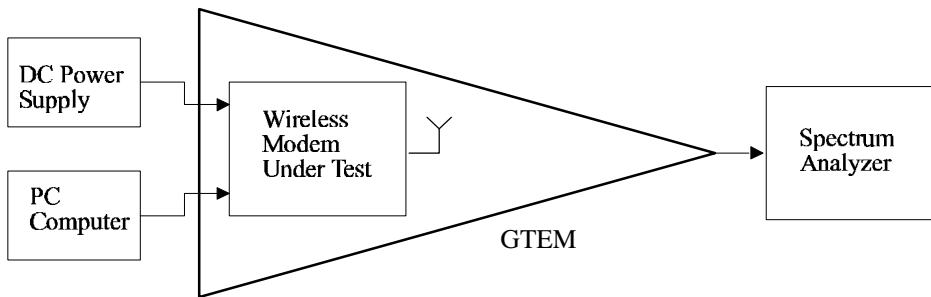 DC Power
Supply
PC
Computer
Wireless
Modem
Under Test
GTEM
Spectrum
Analyzer